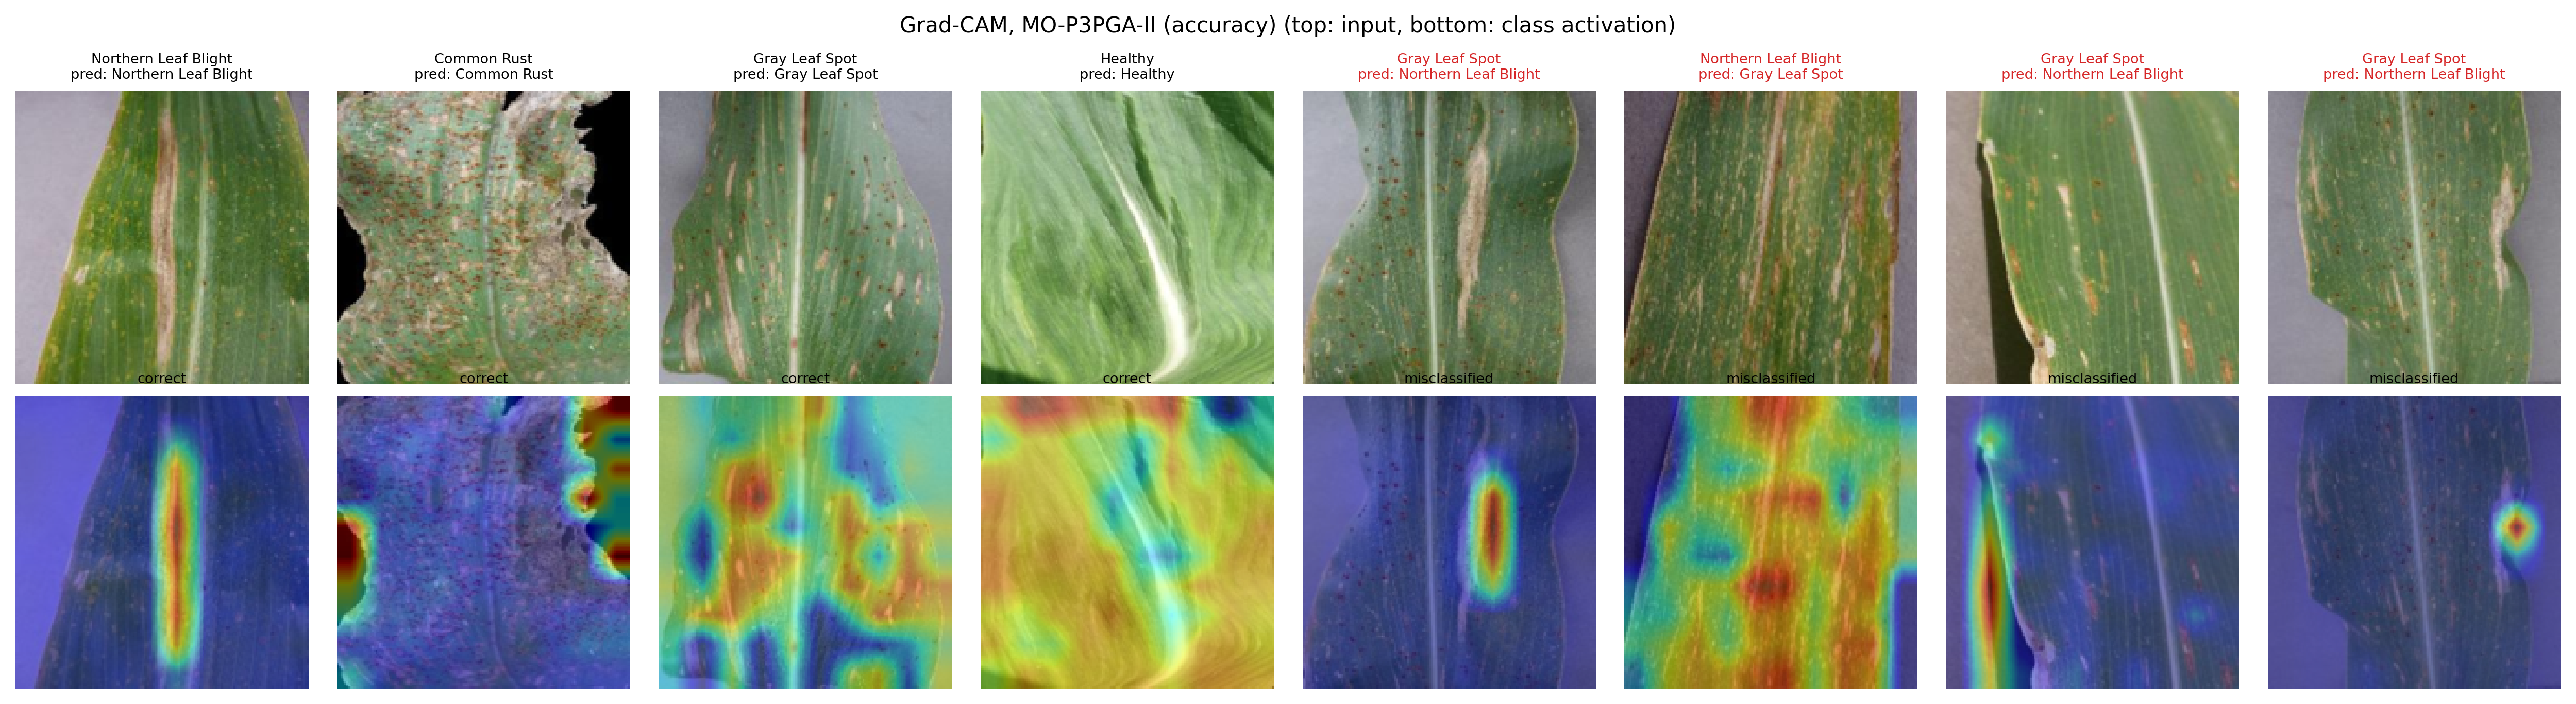 Grad-CAM, MO-P3PGA-II (accuracy) (top: input, bottom: class activation)
Northern Leaf Blight
pred: Northern Leaf Blight
Common Rust
pred: Common Rust
Gray Leaf Spot
pred: Gray Leaf Spot
Healthy
pred: Healthy
Gray Leaf Spot
pred: Northern Leaf Blight
Northern Leaf Blight
pred: Gray Leaf Spot
Gray Leaf Spot
pred: Northern Leaf Blight
Gray Leaf Spot
pred: Northern Leaf Blight
correct
correct
correct
correct
misclassified
misclassified
misclassified
misclassified